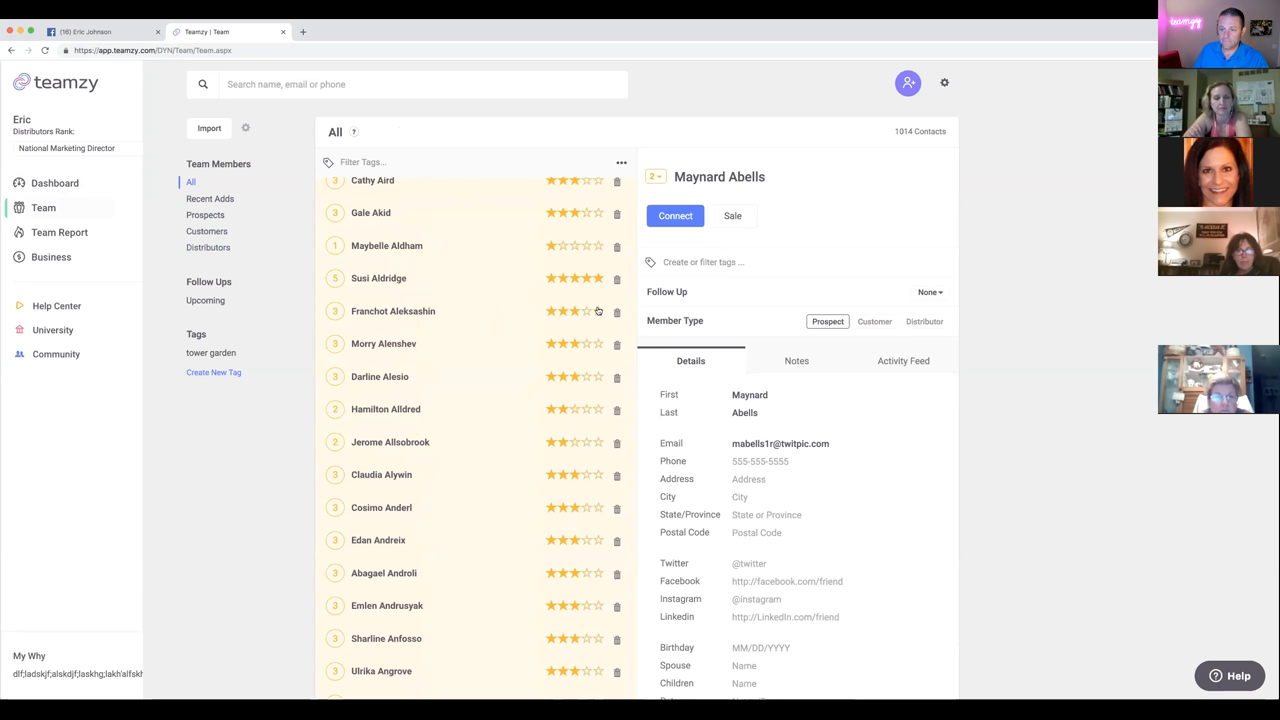 (16) Eric Johnson
Teamzy | Team
https://app.teamzy.com/DYN/Team/Team.aspx
teamzy
Eric
Distributors Rank:
National Marketing Director
Dashboard
Team
Team Report
Business
Help Center
University
Community
My Why
dlf;ladskjf;alskdjf;laskhg;lakh'alfskh
Search name, email or phone
Import
Team Members
All
Recent Adds
Prospects
Customers
Distributors
Follow Ups
Upcoming
Tags
tower garden
Create New Tag
All ?
1014 Contacts
Filter Tags...
3 Cathy Aird
3 Gale Akid
1 Maybelle Aldham
5 Susi Aldridge
3 Franchot Aleksashin
3 Morry Alenshev
3 Darline Alesio
2 Hamilton Alldred
2 Jerome Allsobrook
3 Claudia Alywin
3 Cosimo Anderl
3 Edan Andreix
3 Abagael Androli
3 Emlen Andrusyak
3 Sharline Anfosso
3 Ulrika Angrove
2 Maynard Abells
Connect Sale
Create or filter tags ...
Follow Up None
Member Type Prospect Customer Distributor
Details Notes Activity Feed
First Maynard
Last Abells
Email mabells1r@twitpic.com
Phone 555-555-5555
Address Address
City City
State/Province State or Province
Postal Code Postal Code
Twitter @twitter
Facebook http://facebook.com/friend
Instagram @instagram
Linkedin http://LinkedIn.com/friend
Birthday MM/DD/YYYY
Spouse Name
Children Name
? Help
teamzy